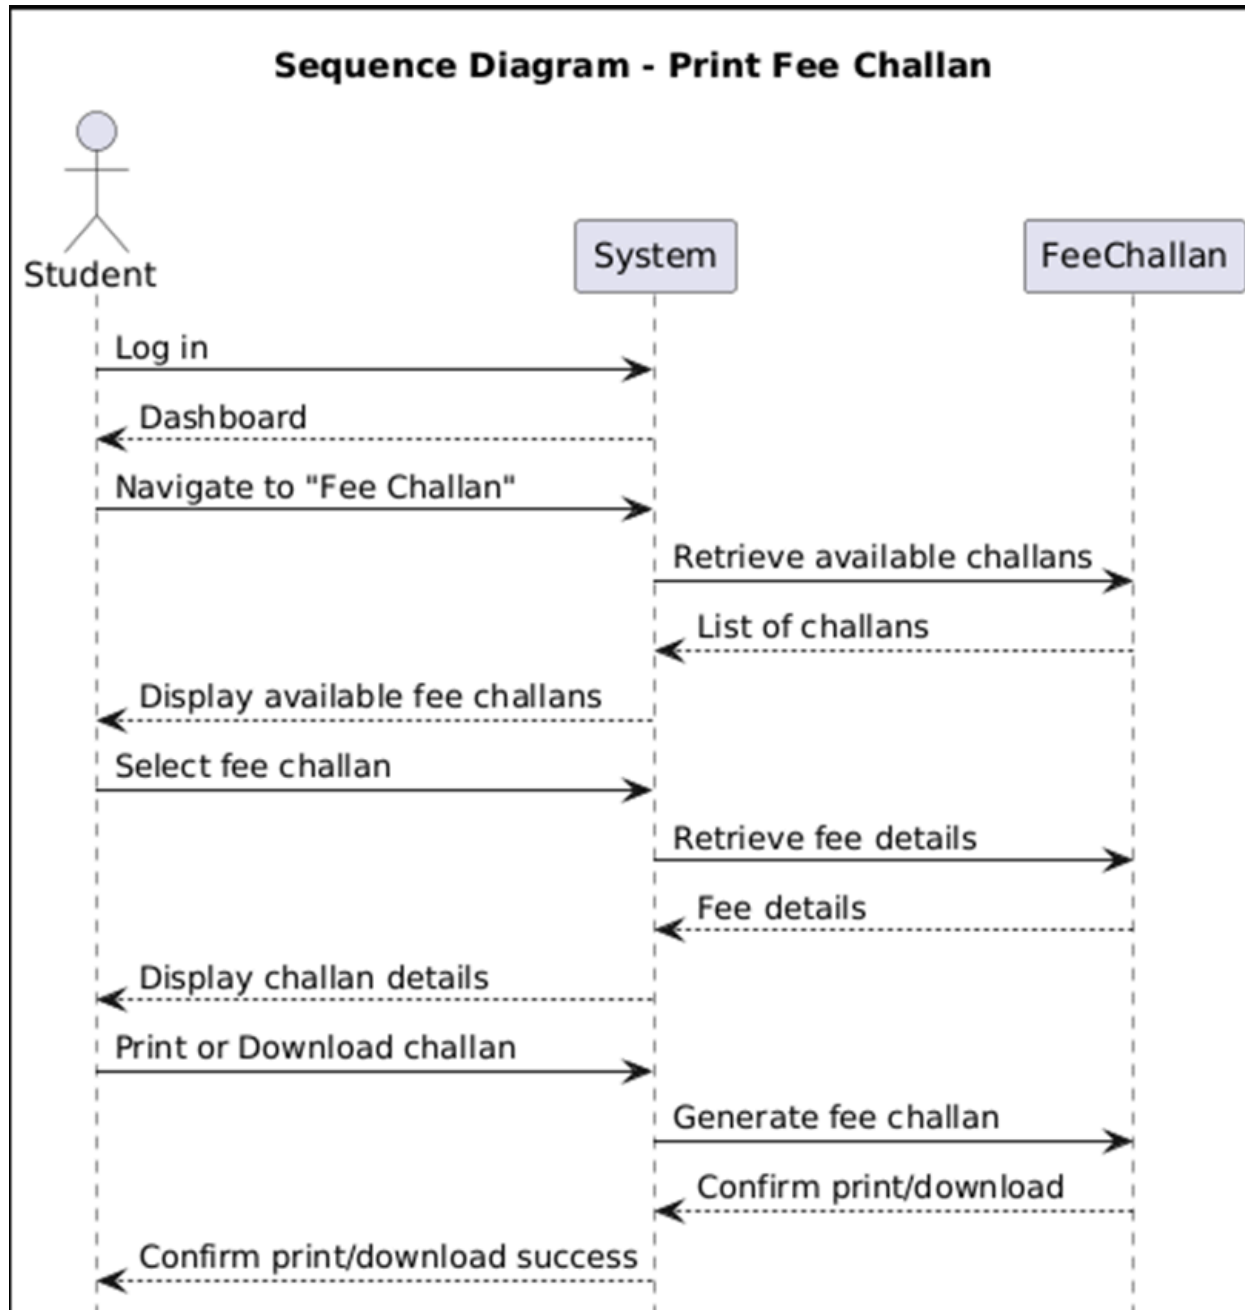 Sequence Diagram - Print Fee Challan
Student
System
FeeChallan
Log in
Dashboard
Navigate to "Fee Challan"
Retrieve available challans
List of challans
Display available fee challans
Select fee challan
Retrieve fee details
Fee details
Display challan details
Print or Download challan
Generate fee challan
Confirm print/download
Confirm print/download success